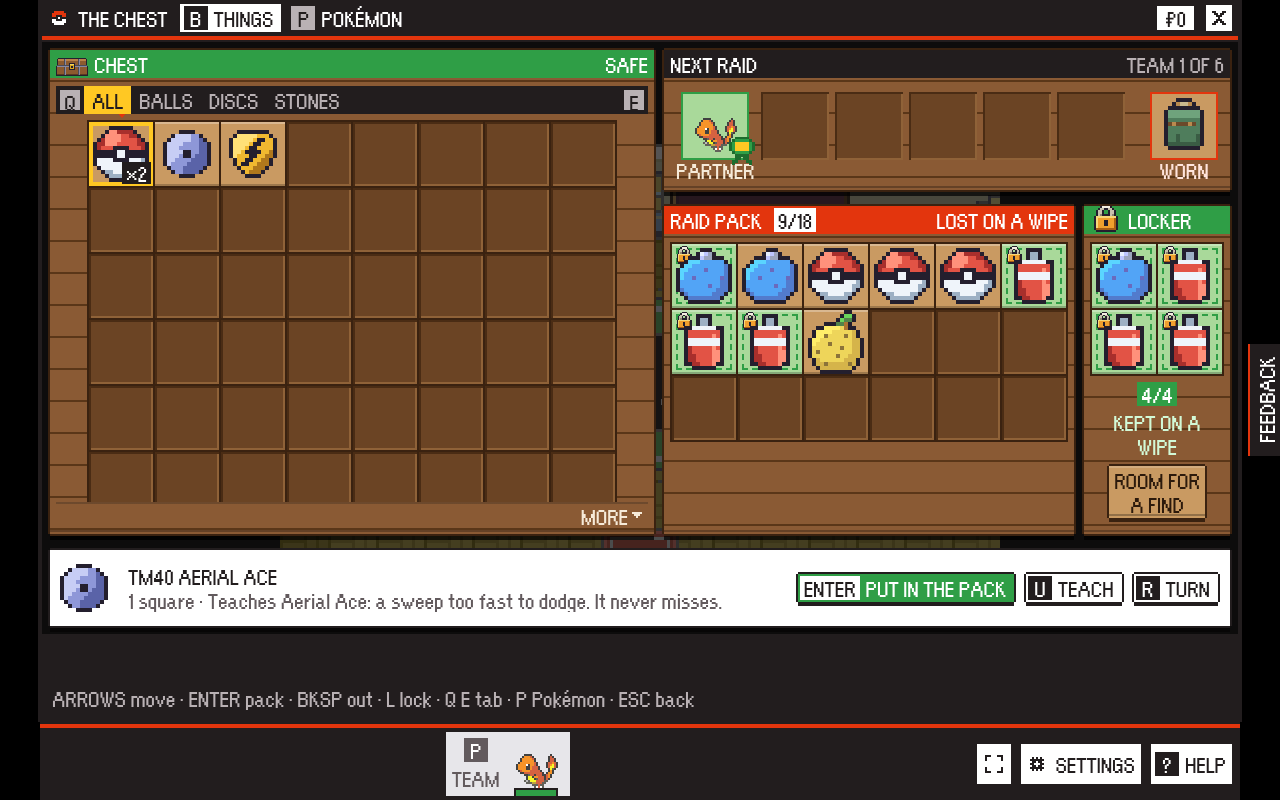 THE CHEST B THINGS P POKÉMON ₽0 X
CHEST SAFE
Q ALL BALLS DISCS STONES E
×2
MORE
NEXT RAID TEAM 1 OF 6
PARTNER WORN
RAID PACK 9/18 LOST ON A WIPE
LOCKER
4/4
KEPT ON A
WIPE
ROOM FOR
A FIND
FEEDBACK
TM40 AERIAL ACE
1 square · Teaches Aerial Ace: a sweep too fast to dodge. It never misses.
ENTER PUT IN THE PACK U TEACH R TURN
ARROWS move · ENTER pack · BKSP out · L lock · Q E tab · P Pokémon · ESC back
P
TEAM
SETTINGS ? HELP